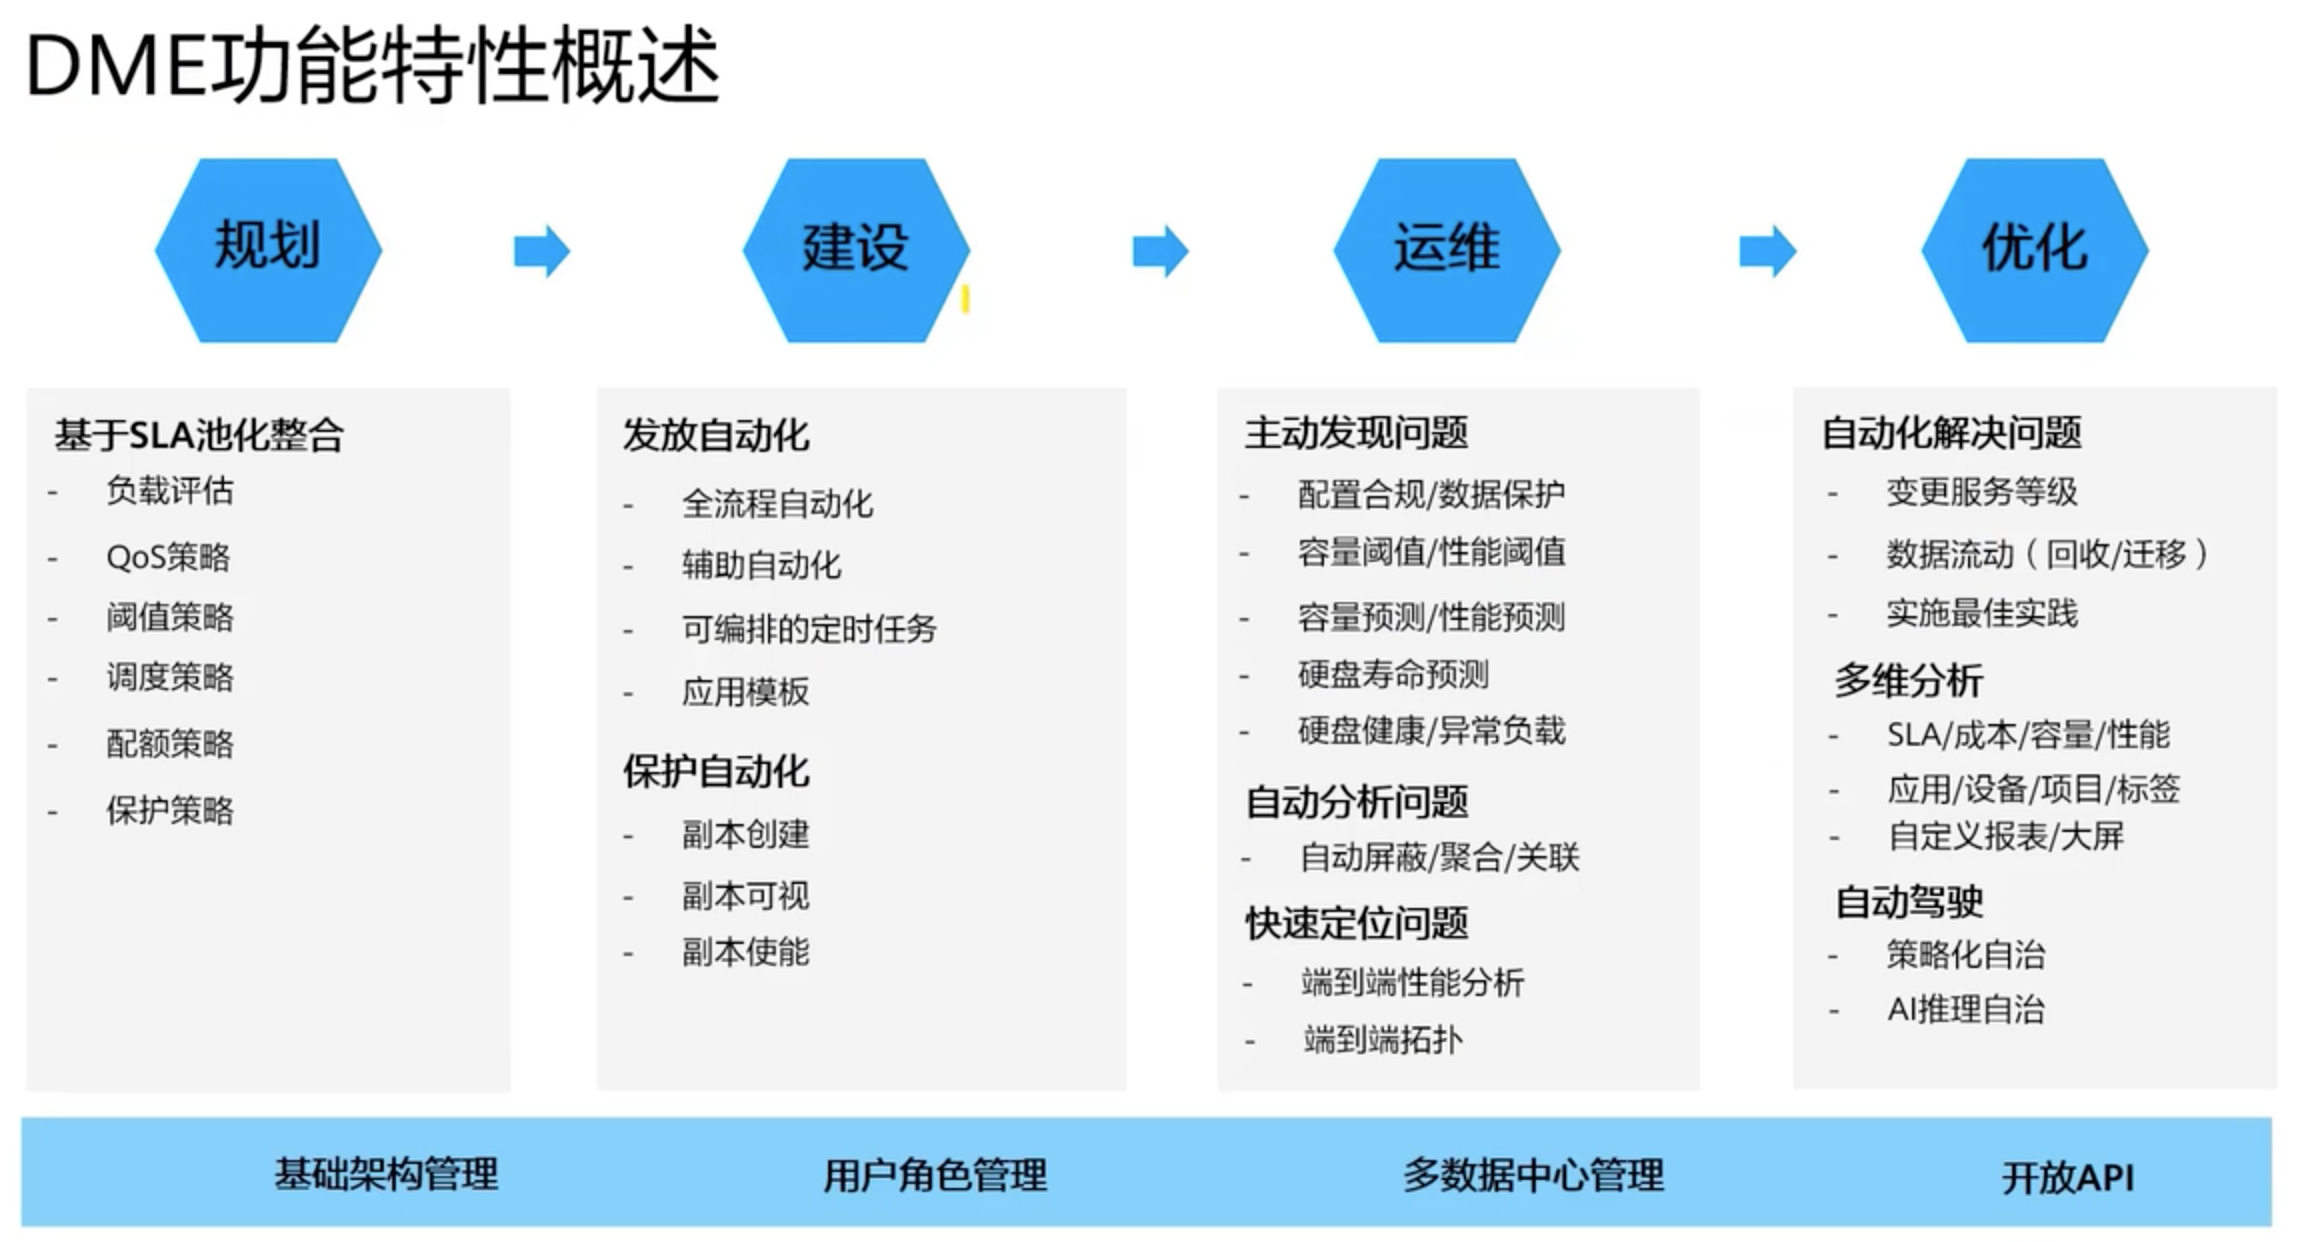 DME功能特性概述
规划
建设
运维
优化
基于SLA池化整合
- 负载评估
- QoS策略
- 阈值策略
- 调度策略
- 配额策略
- 保护策略
发放自动化
- 全流程自动化
- 辅助自动化
- 可编排的定时任务
- 应用模板
保护自动化
- 副本创建
- 副本可视
- 副本使能
主动发现问题
- 配置合规/数据保护
- 容量阈值/性能阈值
- 容量预测/性能预测
- 硬盘寿命预测
- 硬盘健康/异常负载
自动分析问题
- 自动屏蔽/聚合/关联
快速定位问题
- 端到端性能分析
- 端到端拓扑
自动化解决问题
- 变更服务等级
- 数据流动（回收/迁移）
- 实施最佳实践
多维分析
- SLA/成本/容量/性能
- 应用/设备/项目/标签
- 自定义报表/大屏
自动驾驶
- 策略化自治
- AI推理自治
基础架构管理
用户角色管理
多数据中心管理
开放API